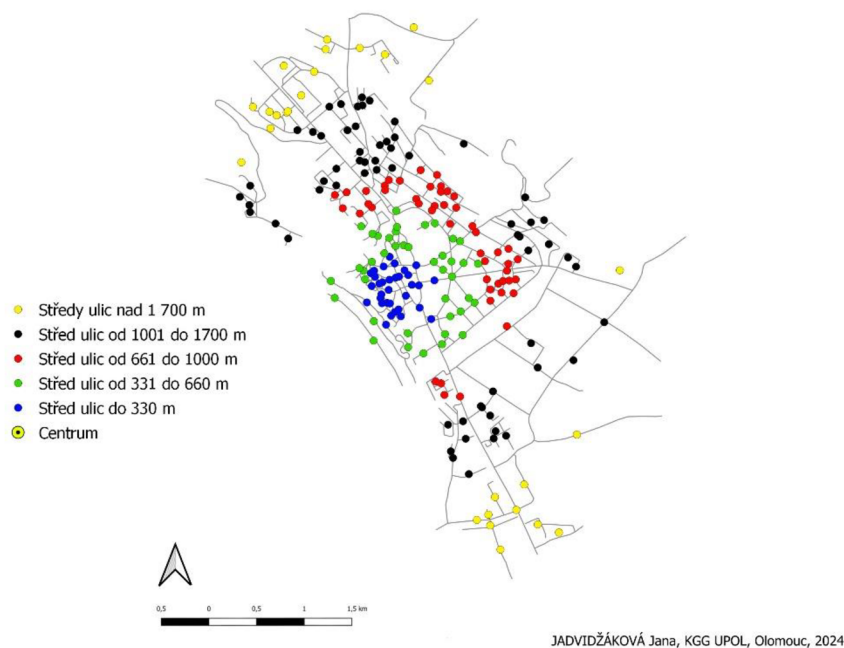 Středy ulic nad 1 700 m
Střed ulic od 1001 do 1700 m
Střed ulic od 661 do 1000 m
Střed ulic od 331 do 660 m
Střed ulic do 330 m
Centrum
0,5 0 0,5 1 1,5 km
JADVIDŽÁKOVÁ Jana, KGG UPOL, Olomouc, 2024